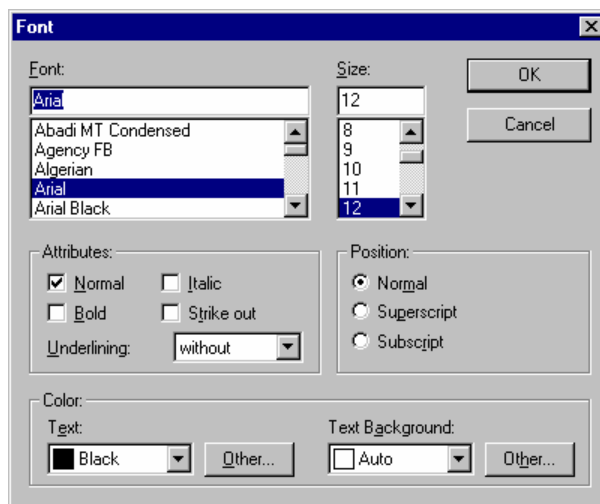 Font
Font:
Size:
Arial
12
OK
Cancel
Abadi MT Condensed
Agency FB
Algerian
Arial
Arial Black
8
9
10
11
12
Attributes:
Normal
Italic
Bold
Strike out
Underlining:
without
Position:
Normal
Superscript
Subscript
Color:
Text:
Black
Other...
Text Background:
Auto
Other...